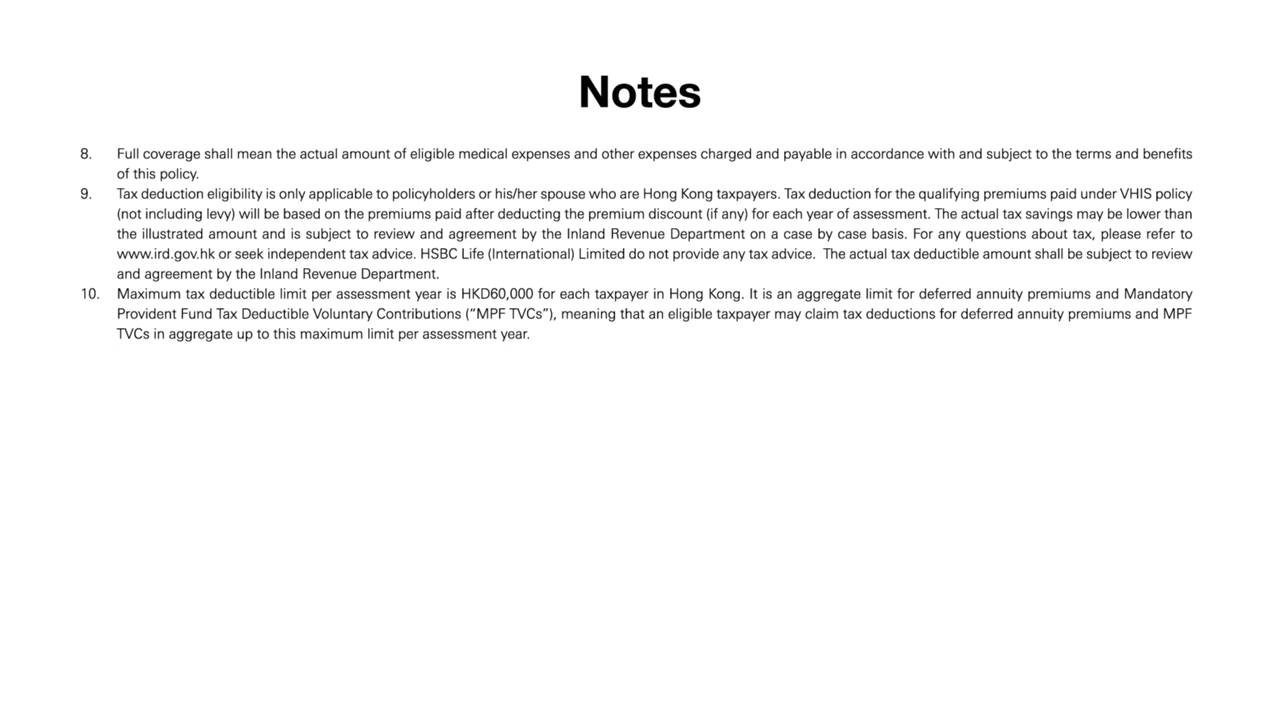 Notes
8. Full coverage shall mean the actual amount of eligible medical expenses and other expenses charged and payable in accordance with and subject to the terms and benefits
of this policy.
9. Tax deduction eligibility is only applicable to policyholders or his/her spouse who are Hong Kong taxpayers. Tax deduction for the qualifying premiums paid under VHIS policy
(not including levy) will be based on the premiums paid after deducting the premium discount (if any) for each year of assessment. The actual tax savings may be lower than
the illustrated amount and is subject to review and agreement by the Inland Revenue Department on a case by case basis. For any questions about tax, please refer to
www.ird.gov.hk or seek independent tax advice. HSBC Life (International) Limited do not provide any tax advice.  The actual tax deductible amount shall be subject to review
and agreement by the Inland Revenue Department.
10. Maximum tax deductible limit per assessment year is HKD60,000 for each taxpayer in Hong Kong. It is an aggregate limit for deferred annuity premiums and Mandatory
Provident Fund Tax Deductible Voluntary Contributions (“MPF TVCs”), meaning that an eligible taxpayer may claim tax deductions for deferred annuity premiums and MPF
TVCs in aggregate up to this maximum limit per assessment year.